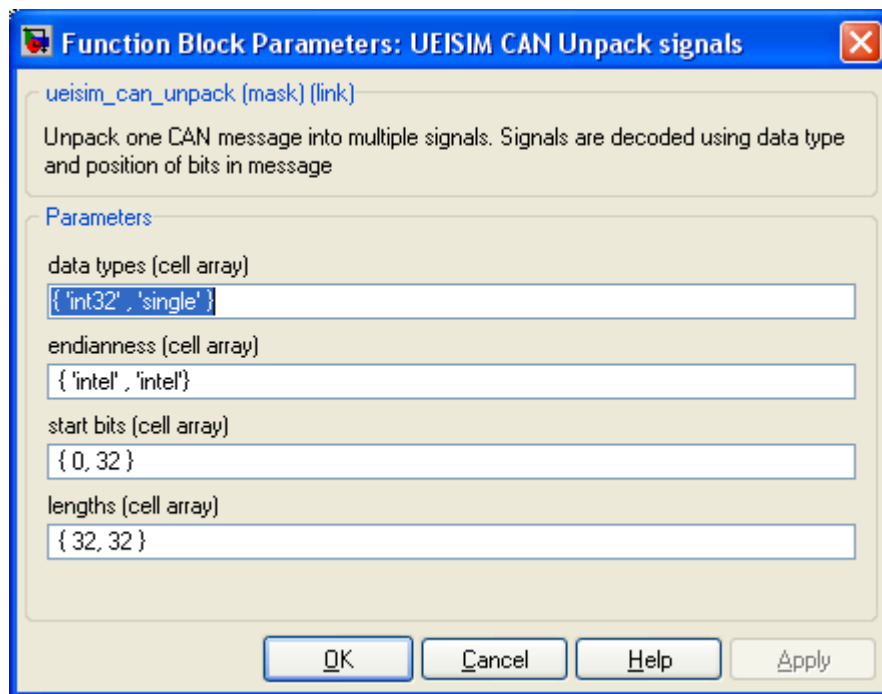 Function Block Parameters: UEISIM CAN Unpack signals
ueisim_can_unpack (mask) (link)
Unpack one CAN message into multiple signals. Signals are decoded using data type
and position of bits in message
Parameters
data types (cell array)
{ 'int32' , 'single' }
endianness (cell array)
{ 'intel' , 'intel'}
start bits (cell array)
{ 0, 32 }
lengths (cell array)
{ 32, 32 }
OK Cancel Help Apply